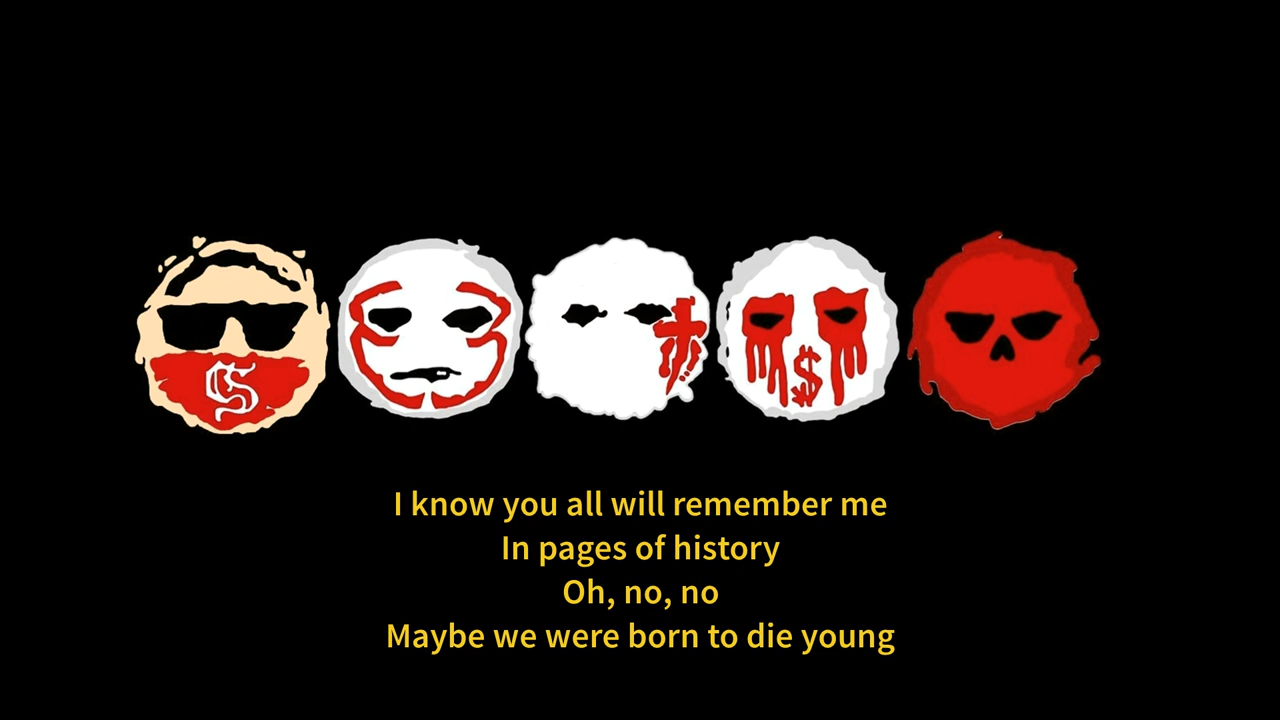 S
$
I know you all will remember me
In pages of history
Oh, no, no
Maybe we were born to die young